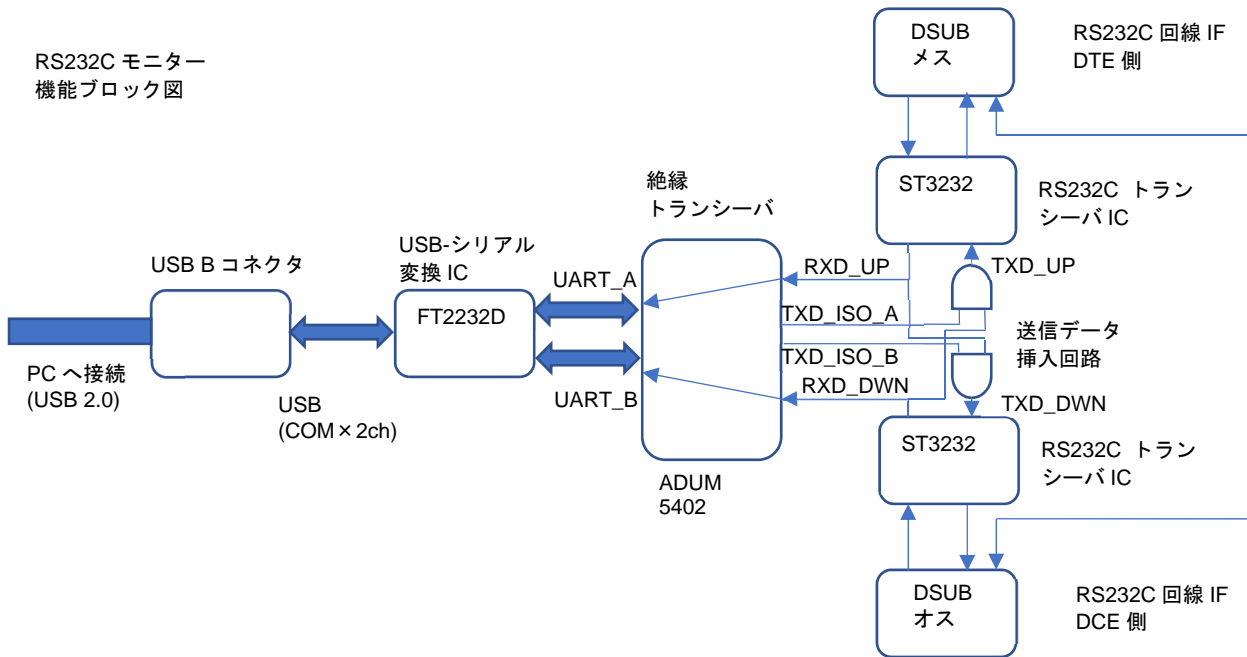 RS232C モニター
機能ブロック図
DSUB
メス
RS232C 回線 IF
DTE 側
ST3232
RS232C トラン
シーバ IC
絶縁
トランシーバ
USB-シリアル
変換 IC
USB B コネクタ
UART_A
RXD_UP
TXD_UP
FT2232D
TXD_ISO_A
送信データ
挿入回路
TXD_ISO_B
PC へ接続
(USB 2.0)
USB
(COM×2ch)
UART_B
RXD_DWN
TXD_DWN
ST3232
RS232C トラン
シーバ IC
ADUM
5402
DSUB
オス
RS232C 回線 IF
DCE 側